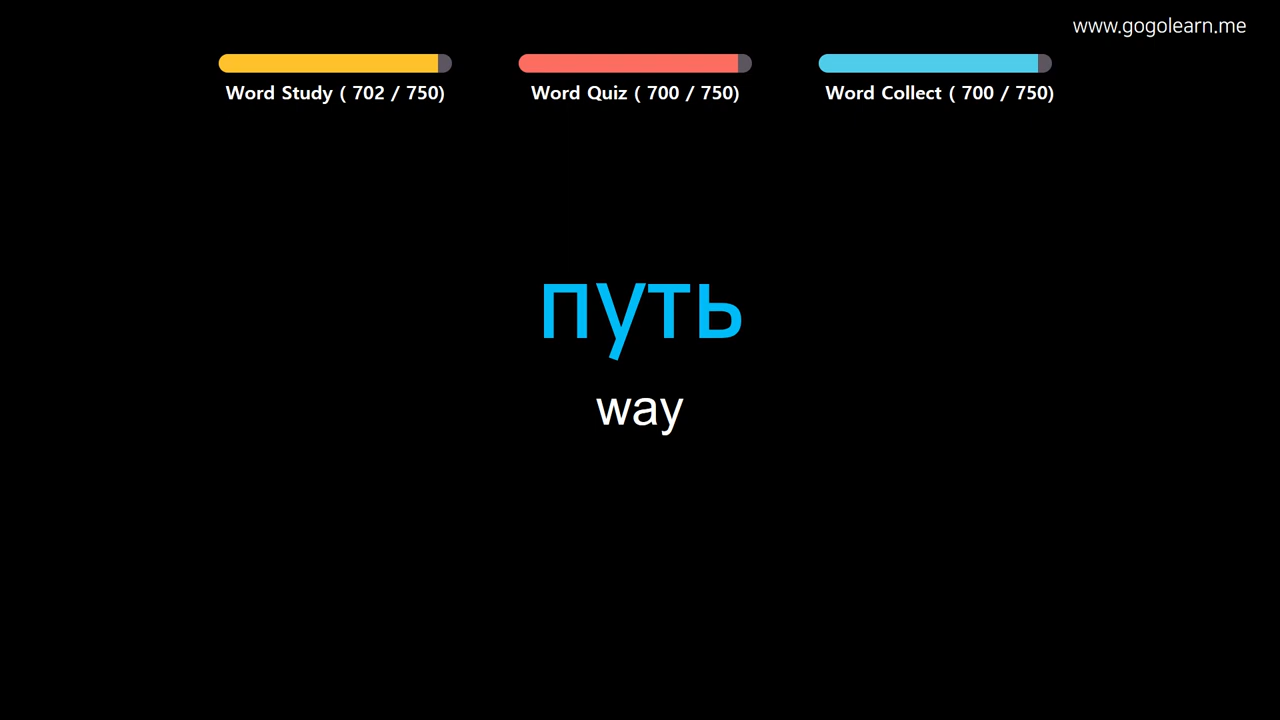 www.gogolearn.me
Word Study ( 702 / 750)
Word Quiz ( 700 / 750)
Word Collect ( 700 / 750)
путь
way